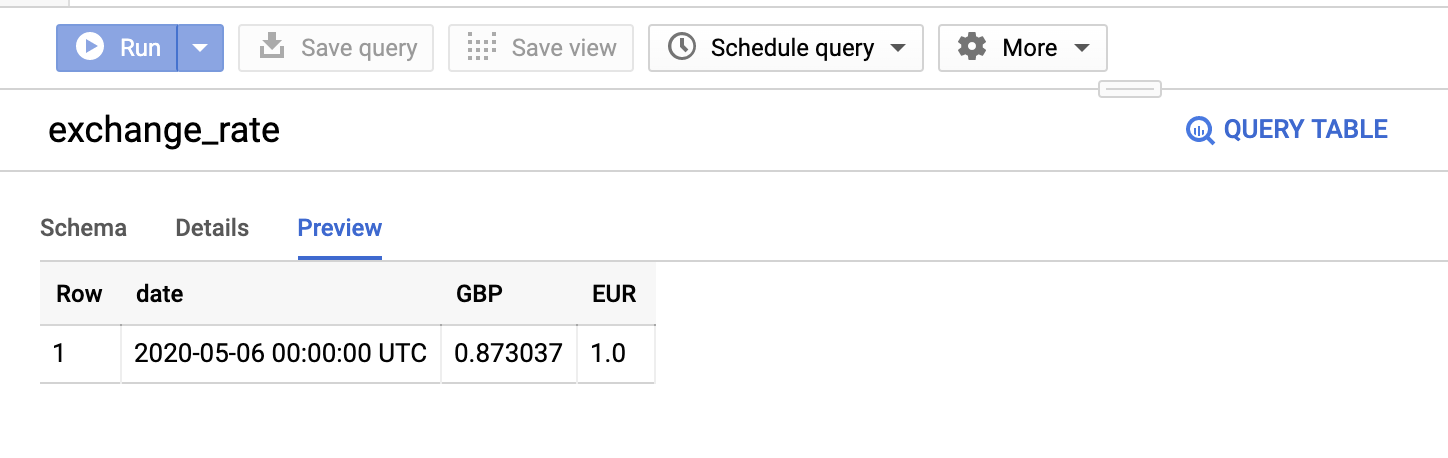 Run Save query Save view Schedule query More
exchange_rate QUERY TABLE
Schema Details Preview
Row date GBP EUR
1 2020-05-06 00:00:00 UTC 0.873037 1.0